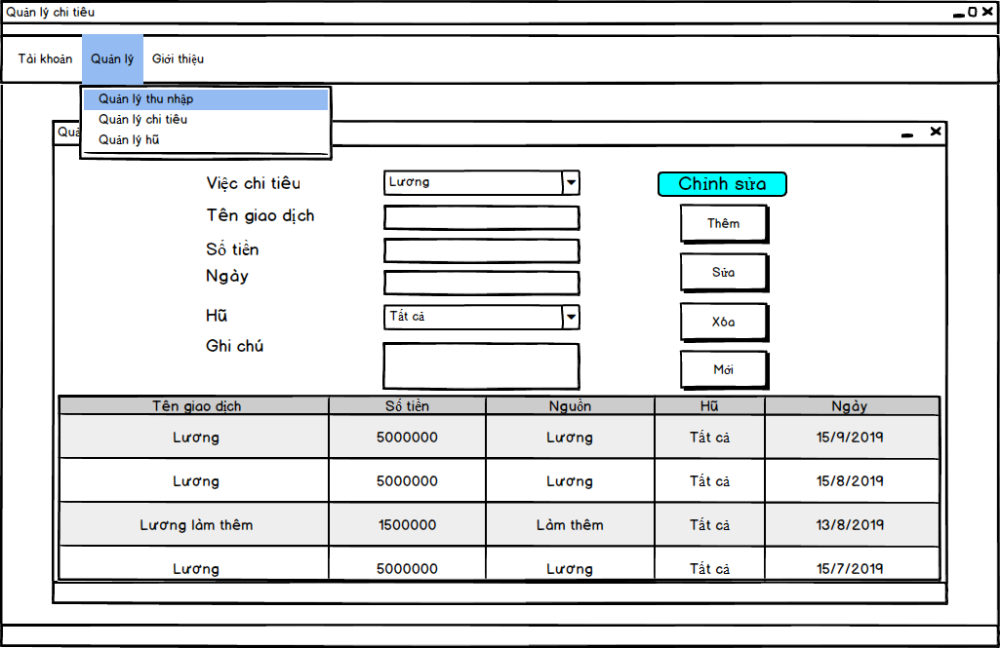 Quản lý chi tiêu
Tài khoản Quản lý Giới thiệu
Quản lý thu nhập
Quản lý chi tiêu
Quản lý hũ
Quả
Việc chi tiêu Lương Chỉnh sửa
Tên giao dịch Thêm
Số tiền
Ngày Sửa
Hũ Tất cả Xóa
Ghi chú Mới
Tên giao dịch Số tiền Nguồn Hũ Ngày
Lương 5000000 Lương Tất cả 15/9/2019
Lương 5000000 Lương Tất cả 15/8/2019
Lương làm thêm 1500000 Làm thêm Tất cả 13/8/2019
Lương 5000000 Lương Tất cả 15/7/2019